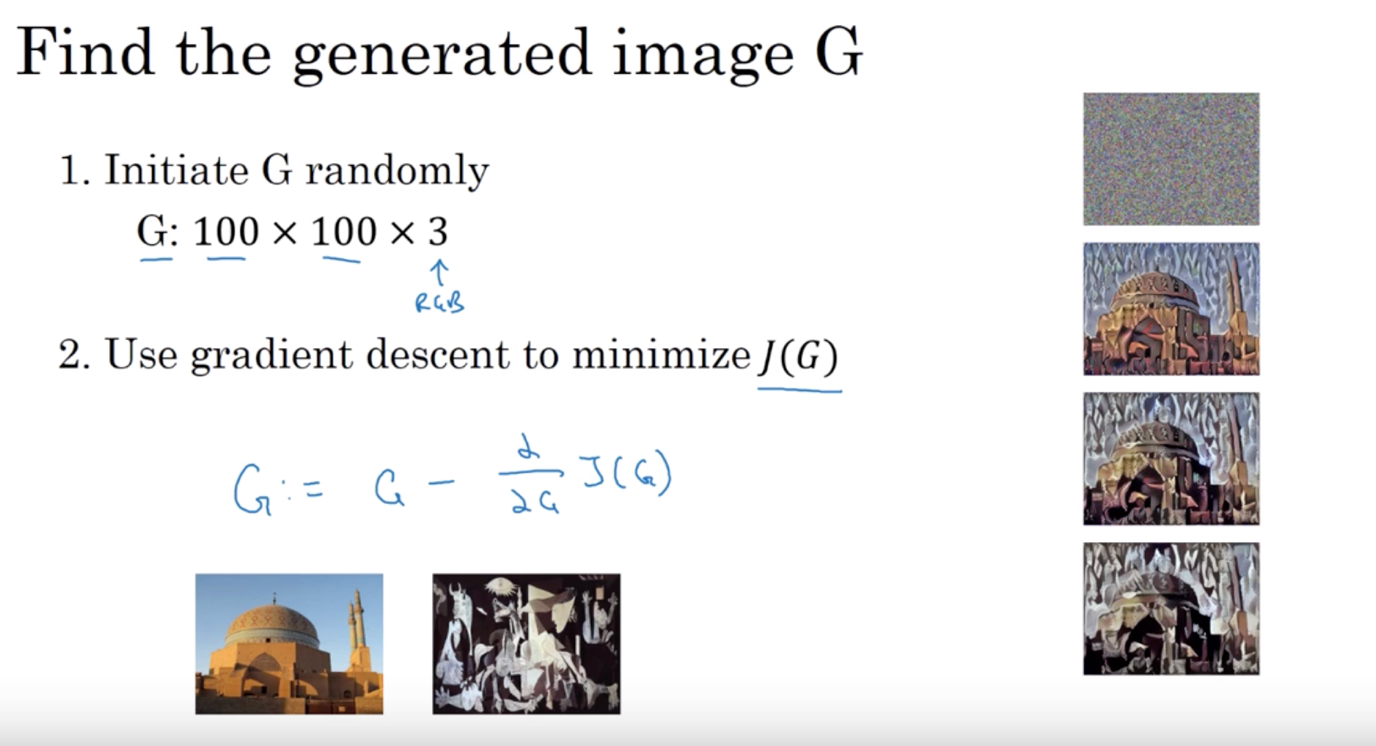 Find the generated image G
1. Initiate G randomly
G: 100 × 100 × 3
↑
RGB
2. Use gradient descent to minimize J(G)
G := G - ∂/∂G J(G)